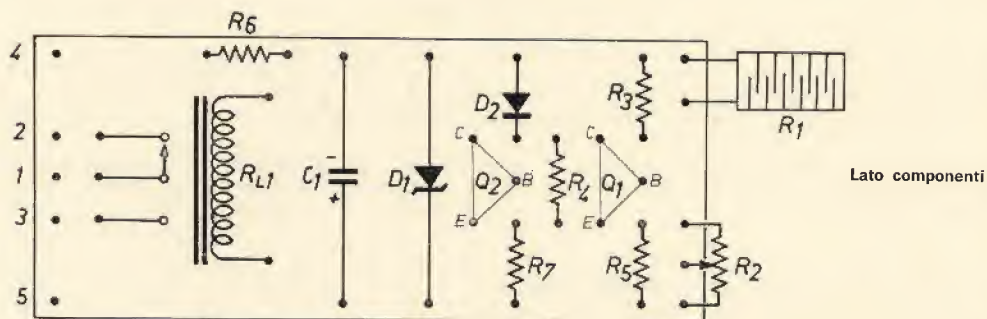 4
2
1
3
5
R6
RL1
C1
−
+
D1
D2
C
Q2
B
E
R7
R4
C
Q1
B
E
R3
R5
R1
R2
Lato componenti